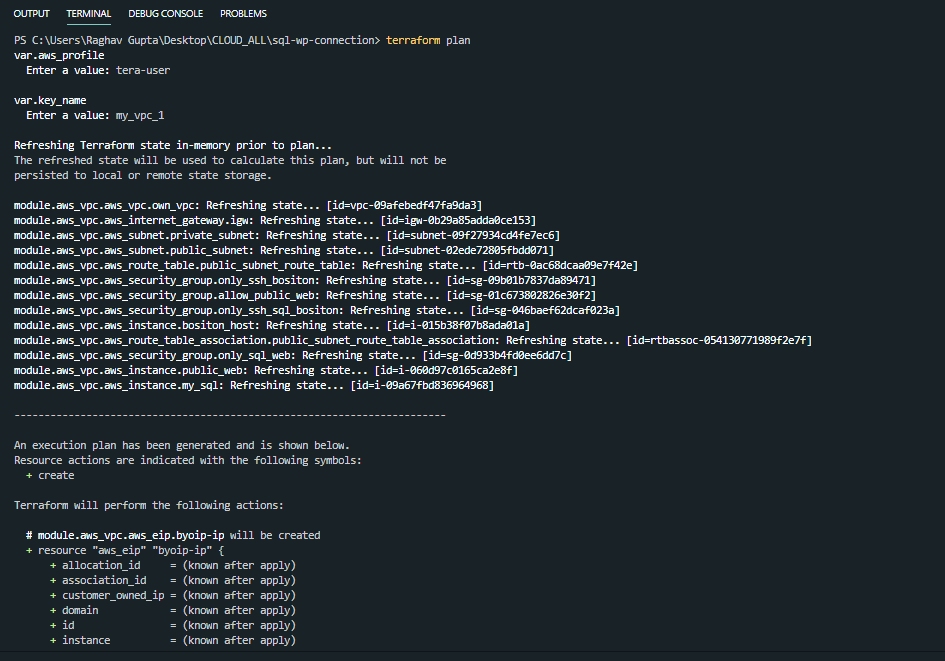 OUTPUT TERMINAL DEBUG CONSOLE PROBLEMS
PS C:\Users\Raghav Gupta\Desktop\CLOUD_ALL\sql-wp-connection> terraform plan
var.aws_profile
  Enter a value: tera-user

var.key_name
  Enter a value: my_vpc_1

Refreshing Terraform state in-memory prior to plan...
The refreshed state will be used to calculate this plan, but will not be
persisted to local or remote state storage.

module.aws_vpc.aws_vpc.own_vpc: Refreshing state... [id=vpc-09afebedf47fa9da3]
module.aws_vpc.aws_internet_gateway.igw: Refreshing state... [id=igw-0b29a85adda0ce153]
module.aws_vpc.aws_subnet.private_subnet: Refreshing state... [id=subnet-09f27934cd4fe7ec6]
module.aws_vpc.aws_subnet.public_subnet: Refreshing state... [id=subnet-02ede72805fbdd071]
module.aws_vpc.aws_route_table.public_subnet_route_table: Refreshing state... [id=rtb-0ac68dcaa09e7f42e]
module.aws_vpc.aws_security_group.only_ssh_bositon: Refreshing state... [id=sg-09b01b7837da89471]
module.aws_vpc.aws_security_group.allow_public_web: Refreshing state... [id=sg-01c673802826e30f2]
module.aws_vpc.aws_security_group.only_ssh_sql_bositon: Refreshing state... [id=sg-046baef62dcaf023a]
module.aws_vpc.aws_instance.bositon_host: Refreshing state... [id=i-015b38f07b8ada01a]
module.aws_vpc.aws_route_table_association.public_subnet_route_table_association: Refreshing state... [id=rtbassoc-054130771989f2e7f]
module.aws_vpc.aws_security_group.only_sql_web: Refreshing state... [id=sg-0d933b4fd0ee6dd7c]
module.aws_vpc.aws_instance.public_web: Refreshing state... [id=i-060d97c0165ca2e8f]
module.aws_vpc.aws_instance.my_sql: Refreshing state... [id=i-09a67fbd836964968]

------------------------------------------------------------------------

An execution plan has been generated and is shown below.
Resource actions are indicated with the following symbols:
  + create

Terraform will perform the following actions:

  # module.aws_vpc.aws_eip.byoip-ip will be created
  + resource "aws_eip" "byoip-ip" {
      + allocation_id     = (known after apply)
      + association_id    = (known after apply)
      + customer_owned_ip = (known after apply)
      + domain            = (known after apply)
      + id                = (known after apply)
      + instance          = (known after apply)